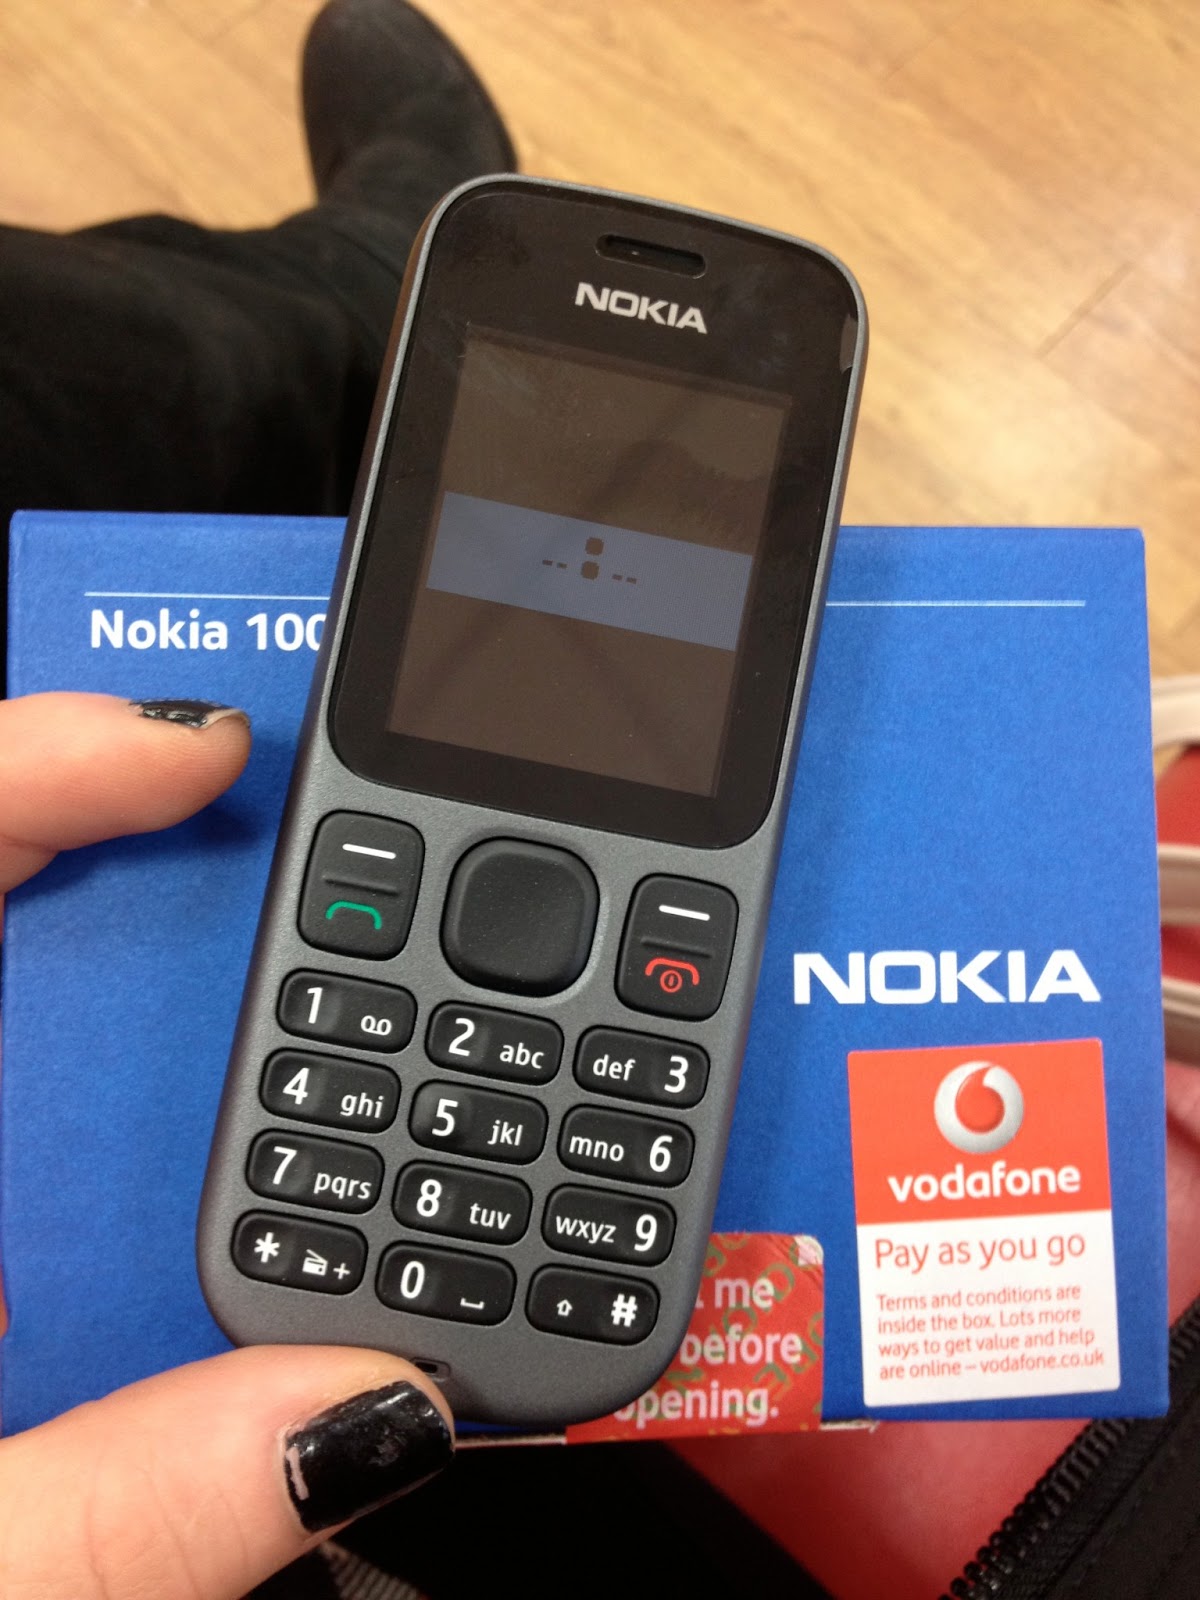 NOKIA
-- : --
Nokia 100
1
2 abc
def 3
4 ghi
5 jkl
mno 6
7 pqrs
8 tuv
wxyz 9
* +
0
#
NOKIA
vodafone
Pay as you go
Terms and conditions are
inside the box. Lots more
ways to get value and help
are online – vodafone.co.uk
me
before
opening.